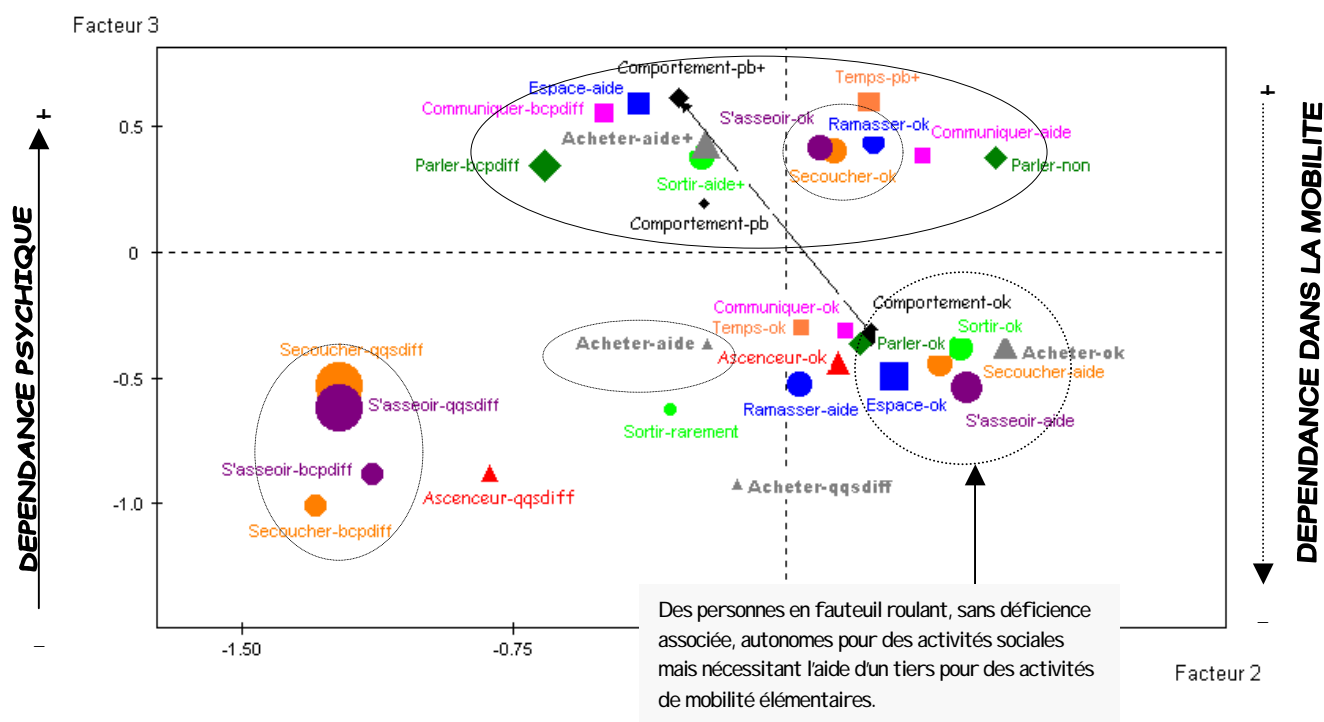 Facteur 3
+
+
Comportement-pb+
Temps-pb+
Espace-aide
Communiquer-bcpdiff
S'asseoir-ok
Ramasser-ok
0.5
Communiquer-aide
Acheter-aide+
Parler-bcpdiff
Parler-non
Secoucher-ok
Sortir-aide+
Comportement-pb
DEPENDANCE PSYCHIQUE
DEPENDANCE DANS LA MOBILITE
0
Comportement-ok
Communiquer-ok
Sortir-ok
Temps-ok
Acheter-aide
Parler-ok
Secoucher-qqsdiff
Ascenceur-ok
Acheter-ok
Secoucher-aide
-0.5
S'asseoir-qqsdiff
Ramasser-aide
Espace-ok
S'asseoir-aide
Sortir-rarement
S'asseoir-bcpdiff
Acheter-qqsdiff
Ascenceur-qqsdiff
-1.0
Secoucher-bcpdiff
Des personnes en fauteuil roulant, sans déficience
associée, autonomes pour des activités sociales
mais nécessitant l'aide d'un tiers pour des activités
de mobilité élémentaires.
_
_
-1.50
-0.75
Facteur 2